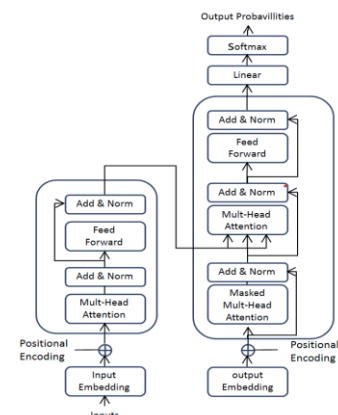 Output Probavillities
Softmax
Linear
Add & Norm
Feed
Forward
Add & Norm
Mult-Head
Attention
Add & Norm
Masked
Mult-Head
Attention
Positional
Encoding
output
Embedding
Add & Norm
Feed
Forward
Add & Norm
Mult-Head
Attention
Positional
Encoding
Input
Embedding
Inputs